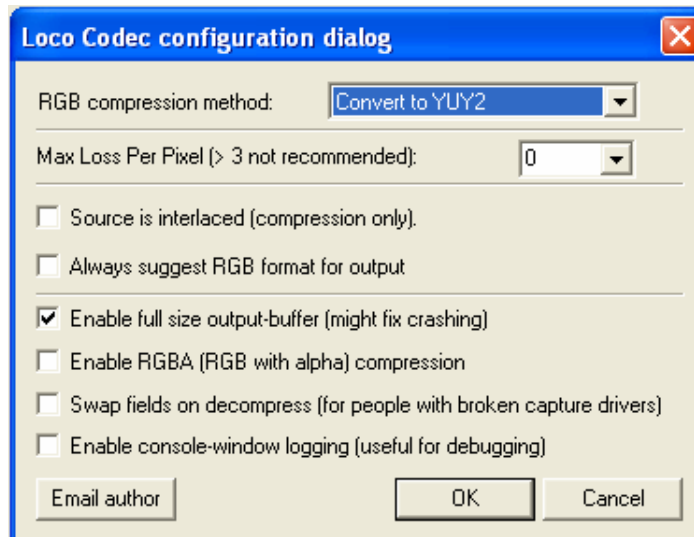 Loco Codec configuration dialog
RGB compression method: Convert to YUY2
Max Loss Per Pixel (> 3 not recommended): 0
Source is interlaced (compression only).
Always suggest RGB format for output
Enable full size output-buffer (might fix crashing)
Enable RGBA (RGB with alpha) compression
Swap fields on decompress (for people with broken capture drivers)
Enable console-window logging (useful for debugging)
Email author OK Cancel